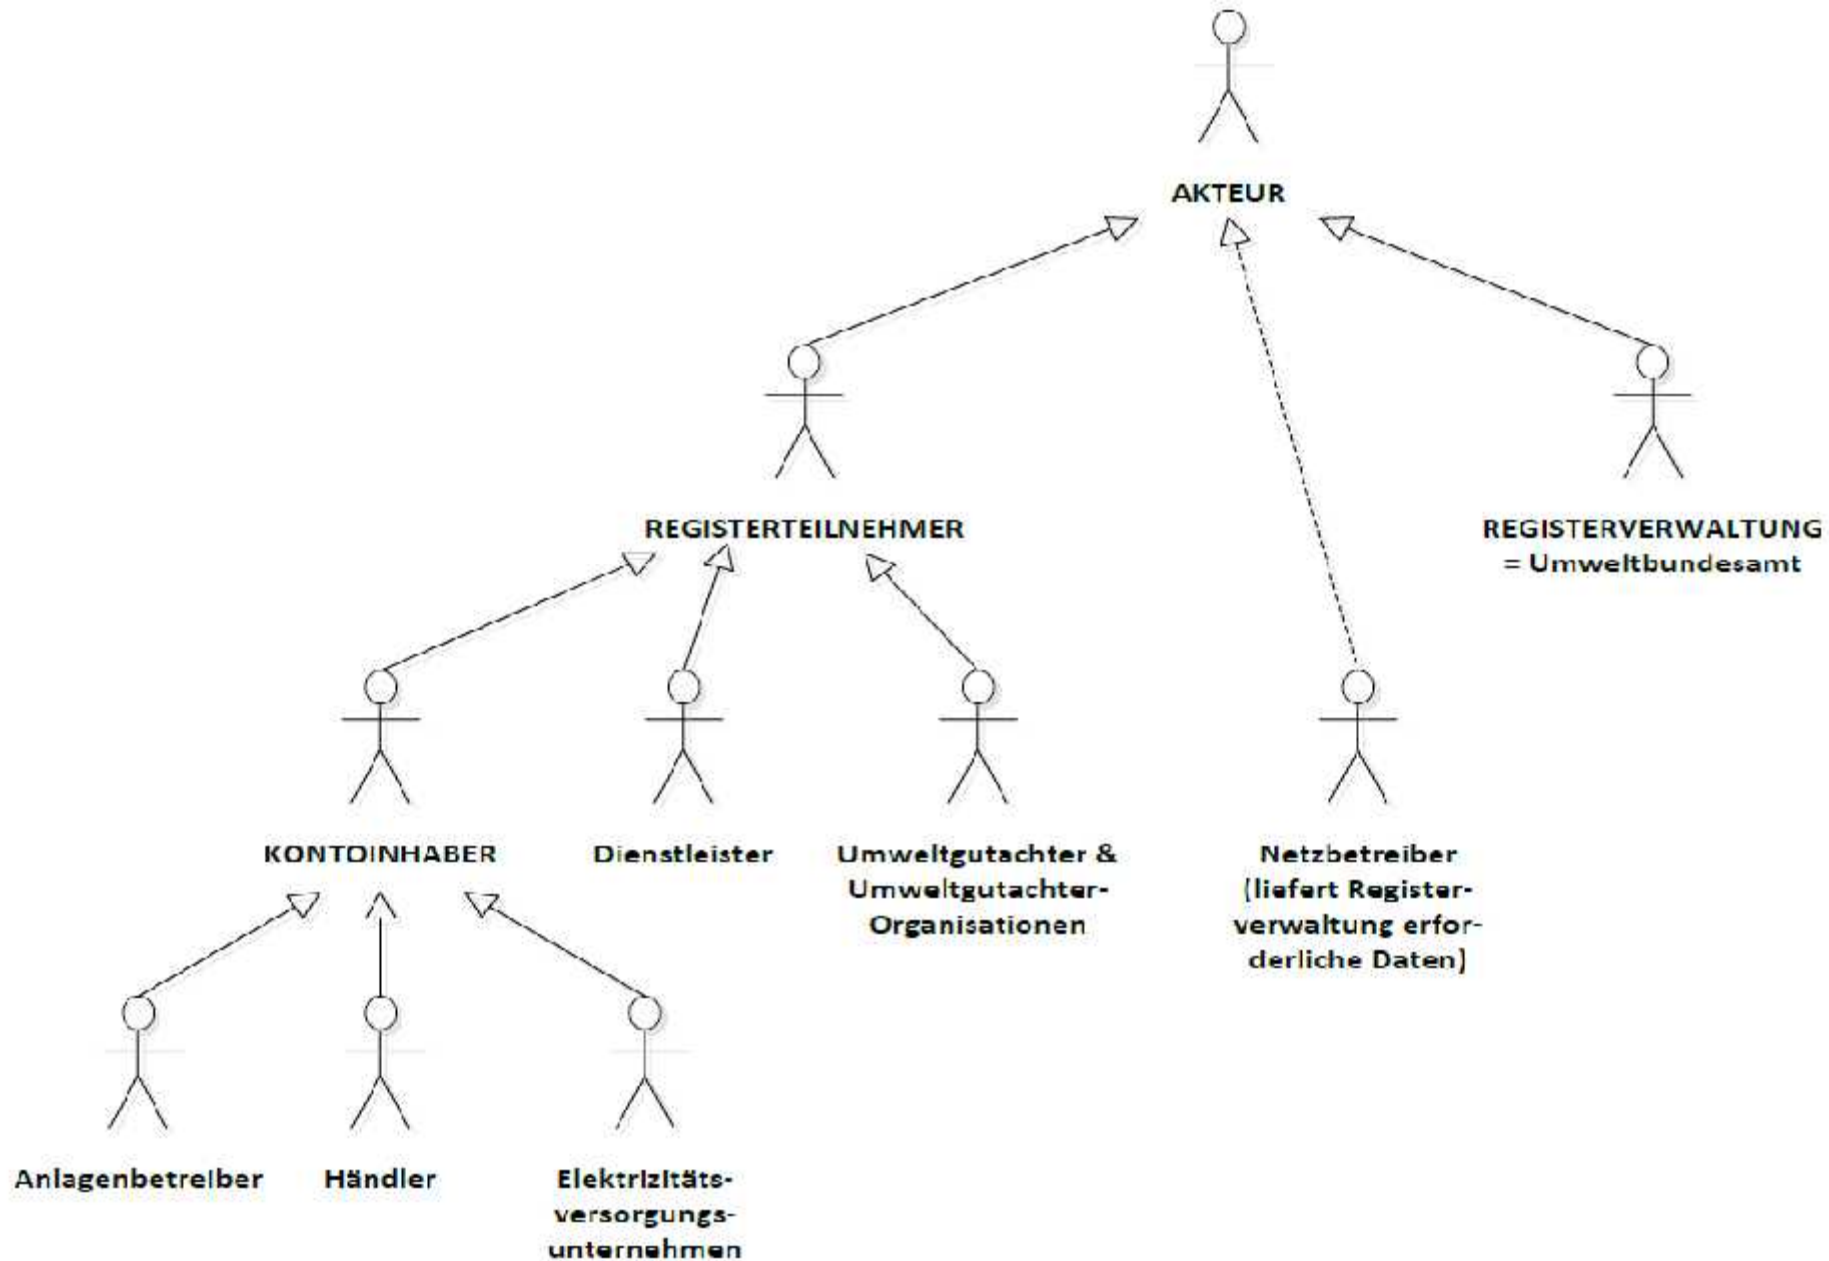 AKTEUR
REGISTERTEILNEHMER
REGISTERVERWALTUNG
= Umweltbundesamt
KONTOINHABER
Dienstleister
Umweltgutachter &
Umweltgutachter-
Organisationen
Netzbetreiber
(liefert Register-
verwaltung erfor-
derliche Daten)
Anlagenbetreiber
Händler
Elektrizitäts-
versorgungs-
unternehmen